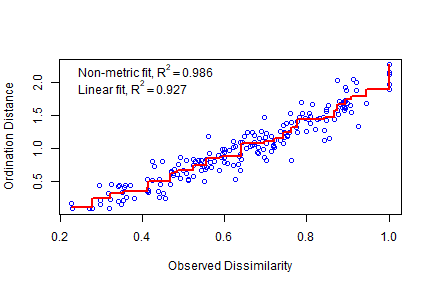 Non-metric fit, R² = 0.986
Linear fit, R² = 0.927
Ordination Distance
2.0
1.5
1.0
0.5
0.2 0.4 0.6 0.8 1.0
Observed Dissimilarity